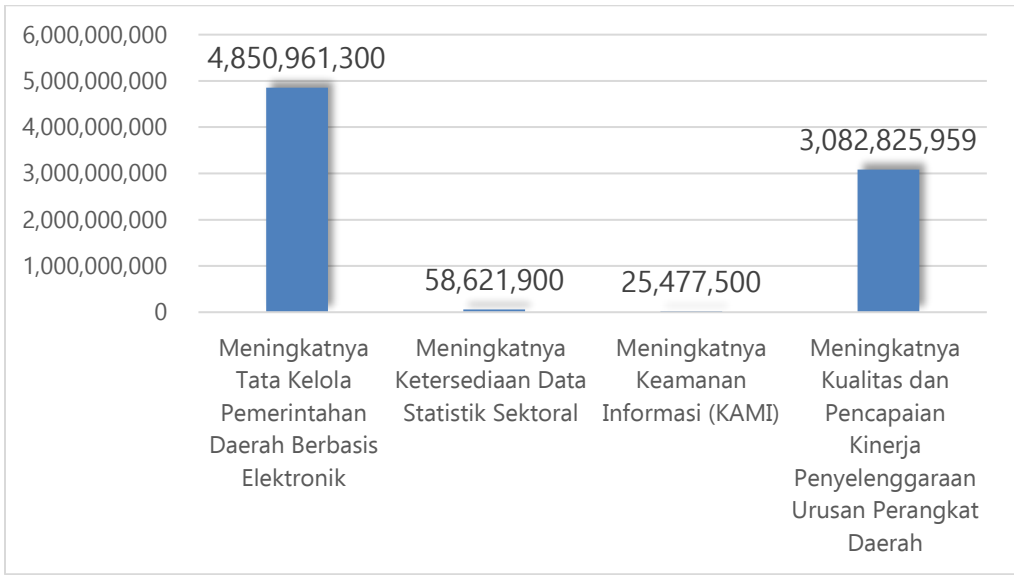 6,000,000,000
5,000,000,000
4,000,000,000
3,000,000,000
2,000,000,000
1,000,000,000
0
4,850,961,300
58,621,900
25,477,500
3,082,825,959
Meningkatnya
Tata Kelola
Pemerintahan
Daerah Berbasis
Elektronik
Meningkatnya
Ketersediaan Data
Statistik Sektoral
Meningkatnya
Keamanan
Informasi (KAMI)
Meningkatnya
Kualitas dan
Pencapaian
Kinerja
Penyelenggaraan
Urusan Perangkat
Daerah